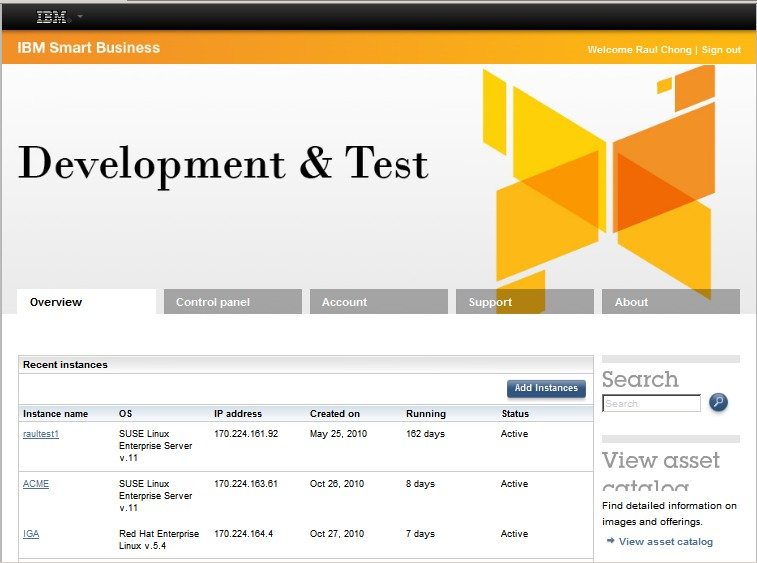 IBM
IBM Smart Business
Welcome Raul Chong | Sign out
Development & Test
Overview
Control panel
Account
Support
About
Recent instances
Add Instances
Instance name OS IP address Created on Running Status
raultest1 SUSE Linux Enterprise Server v.11 170.224.161.92 May 25, 2010 162 days Active
ACME SUSE Linux Enterprise Server v.11 170.224.163.61 Oct 26, 2010 8 days Active
IGA Red Hat Enterprise Linux v.5.4 170.224.164.4 Oct 27, 2010 7 days Active
Search
Search
View asset
catalog
Find detailed information on
images and offerings.
View asset catalog